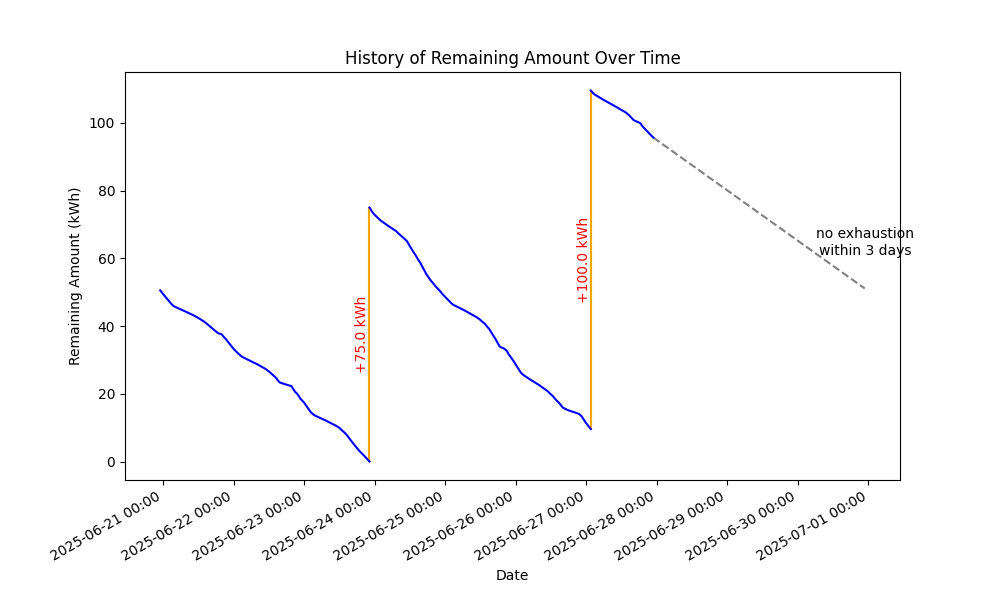 History of Remaining Amount Over Time
Remaining Amount (kWh)
100
80
60
40
20
0
+75.0 kWh
+100.0 kWh
no exhaustion
within 3 days
2025-06-21 00:00
2025-06-22 00:00
2025-06-23 00:00
2025-06-24 00:00
2025-06-25 00:00
2025-06-26 00:00
2025-06-27 00:00
2025-06-28 00:00
2025-06-29 00:00
2025-06-30 00:00
2025-07-01 00:00
Date